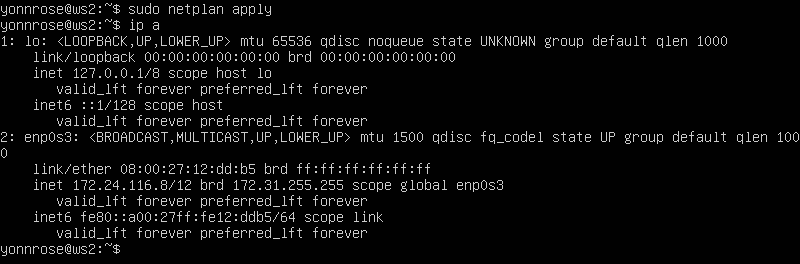 yonnrose@ws2:~$ sudo netplan apply
yonnrose@ws2:~$ ip a
1: lo: <LOOPBACK,UP,LOWER_UP> mtu 65536 qdisc noqueue state UNKNOWN group default qlen 1000
    link/loopback 00:00:00:00:00:00 brd 00:00:00:00:00:00
    inet 127.0.0.1/8 scope host lo
       valid_lft forever preferred_lft forever
    inet6 ::1/128 scope host
       valid_lft forever preferred_lft forever
2: enp0s3: <BROADCAST,MULTICAST,UP,LOWER_UP> mtu 1500 qdisc fq_codel state UP group default qlen 100
0
    link/ether 08:00:27:12:dd:b5 brd ff:ff:ff:ff:ff:ff
    inet 172.24.116.8/12 brd 172.31.255.255 scope global enp0s3
       valid_lft forever preferred_lft forever
    inet6 fe80::a00:27ff:fe12:ddb5/64 scope link
       valid_lft forever preferred_lft forever
yonnrose@ws2:~$